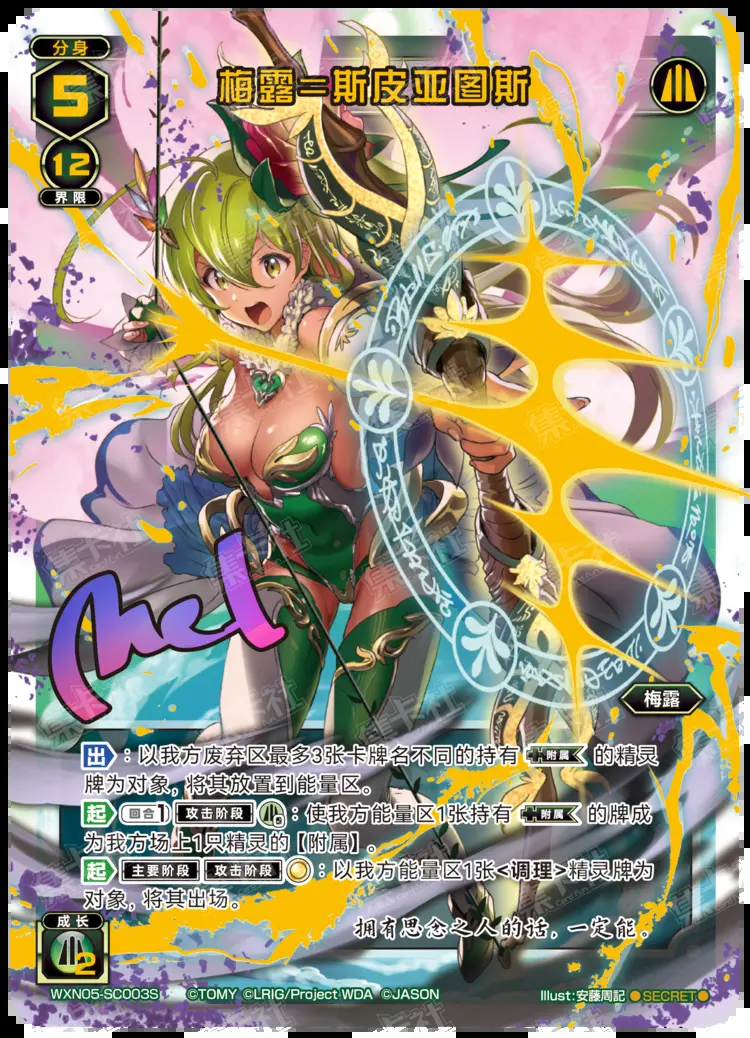 分身
5
梅露=斯皮亚图斯
12
界限
Mel
梅露
出：以我方废弃区最多3张卡牌名不同的持有 附属 的精灵
牌为对象，将其放置到能量区。
起 回合1 攻击阶段 0：使我方能量区1张持有 附属 的牌成
为我方场上1只精灵的【附属】。
起 主要阶段 攻击阶段：以我方能量区1张<调理>精灵牌为
对象，将其出场。
拥有思念之人的话，一定能。
成长
2
WXN05-SC003S ©TOMY ©LRIG/Project WDA ©JASON
Illust:安藤周記 SECRET